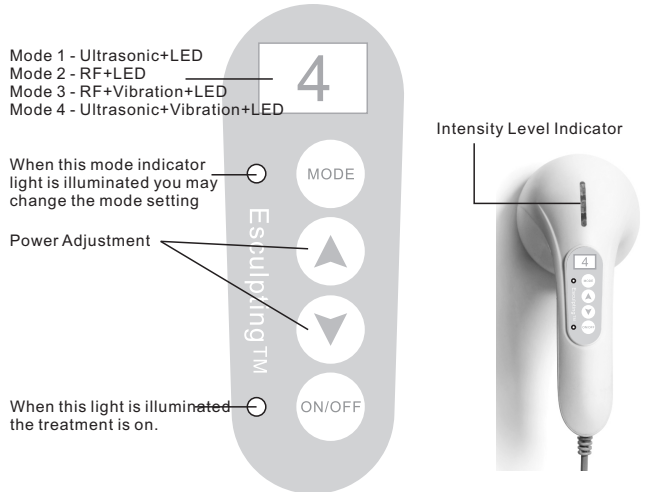 Mode 1 - Ultrasonic+LED
Mode 2 - RF+LED
Mode 3 - RF+Vibration+LED
Mode 4 - Ultrasonic+Vibration+LED
4
Intensity Level Indicator
When this mode indicator
light is illuminated you may
change the mode setting
MODE
Power Adjustment
Esculpting™
When this light is illuminated
the treatment is on.
ON/OFF
4